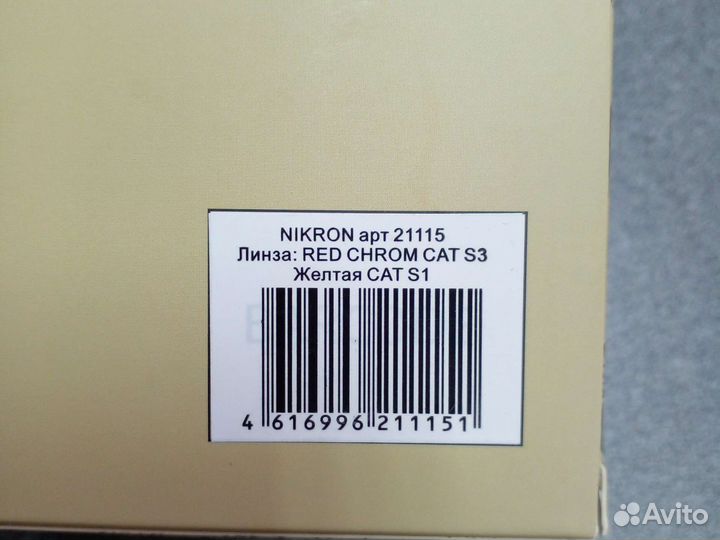 NIKRON арт 21115
Линза: RED CHROM CAT S3
Желтая CAT S1
4 616996 211151
Avito